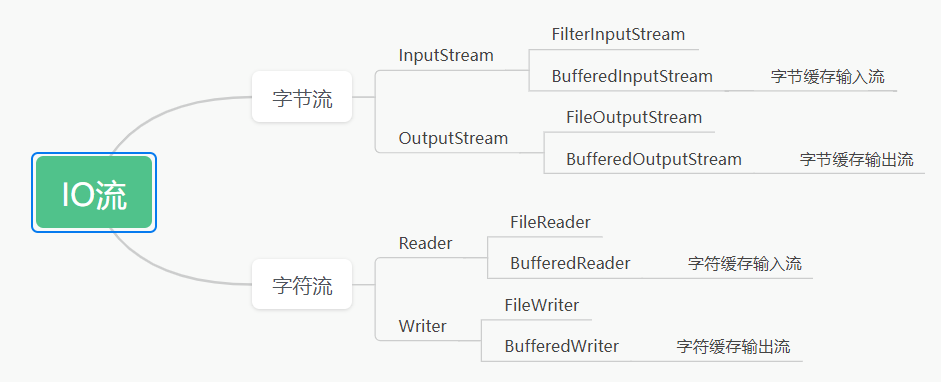 IO流
字节流
InputStream
FilterInputStream
BufferedInputStream 字节缓存输入流
OutputStream
FileOutputStream
BufferedOutputStream 字节缓存输出流
字符流
Reader
FileReader
BufferedReader 字符缓存输入流
Writer
FileWriter
BufferedWriter 字符缓存输出流